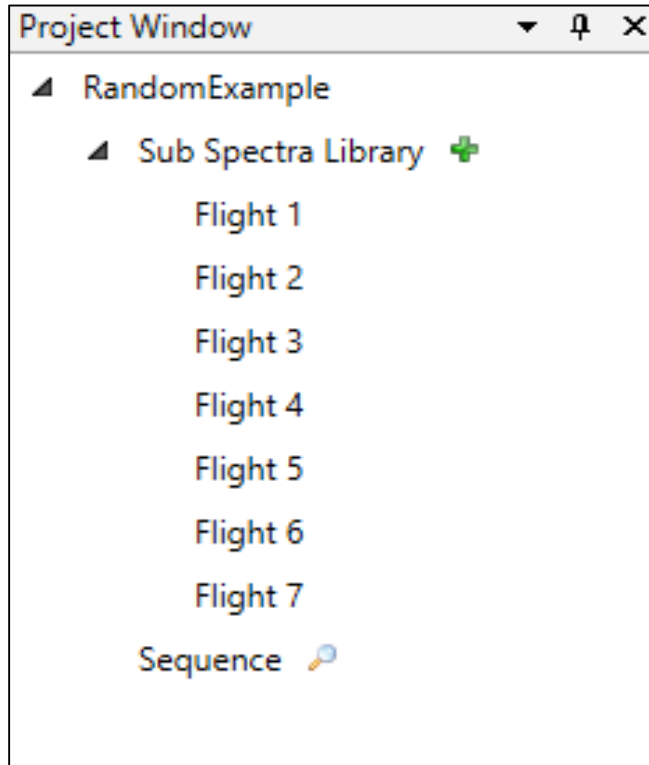 Project Window
RandomExample
Sub Spectra Library
Flight 1
Flight 2
Flight 3
Flight 4
Flight 5
Flight 6
Flight 7
Sequence